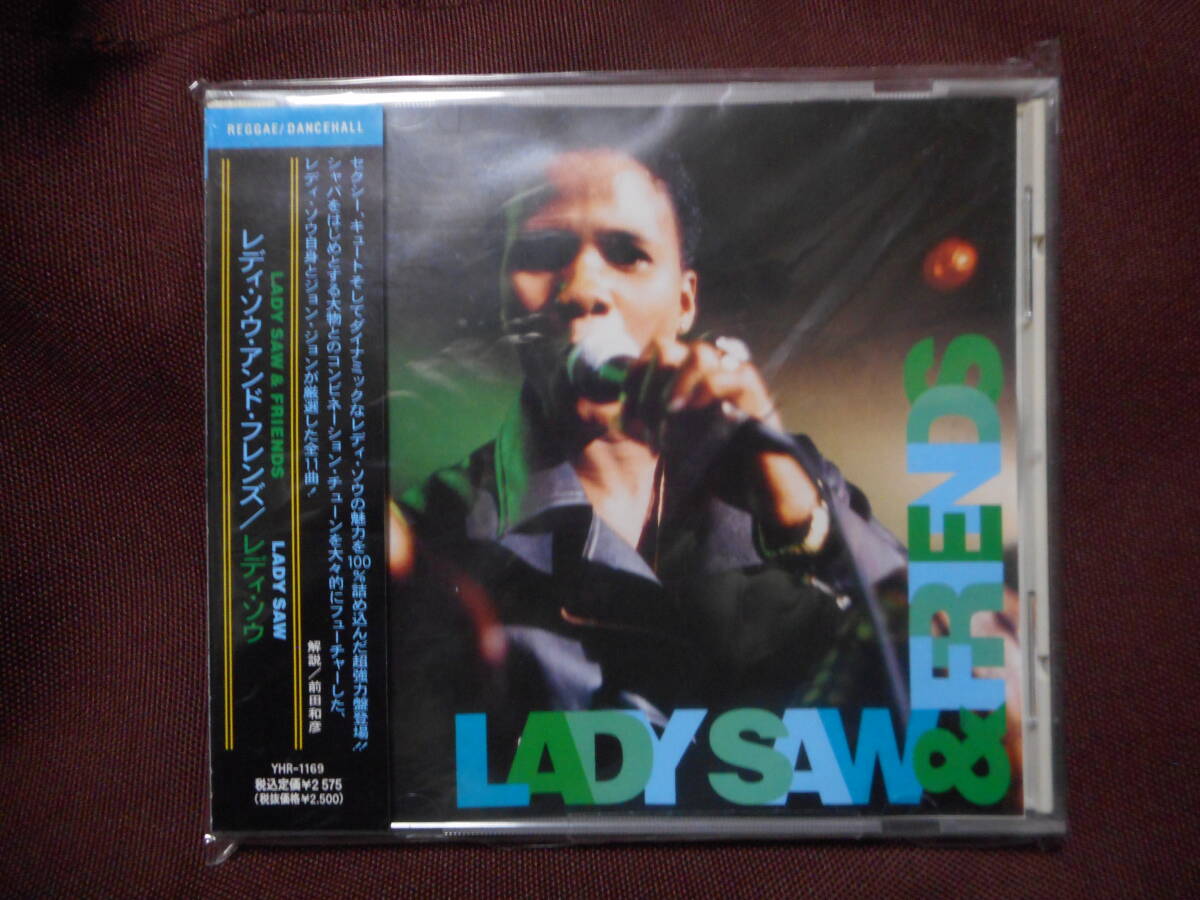 REGGAE/DANCEHALL
セクシー、キュートそしてダイナミックなレディ・ソウの魅力を100%詰め込んだ超強力盤登場!!
シャバをはじめとする大物とのコンビネーション・チューンを大々的にフューチャーした、
レディ・ソウ自身とジョン・ジョンが厳選した全11曲!
解説/前田和彦
LADY SAW & FRIENDS LADY SAW
レディ・ソウ・アンド・フレンズ/レディ・ソウ
YHR-1169
税込定価¥2 575
(税抜価格¥2,500)
LADY SAW
& FRIENDS